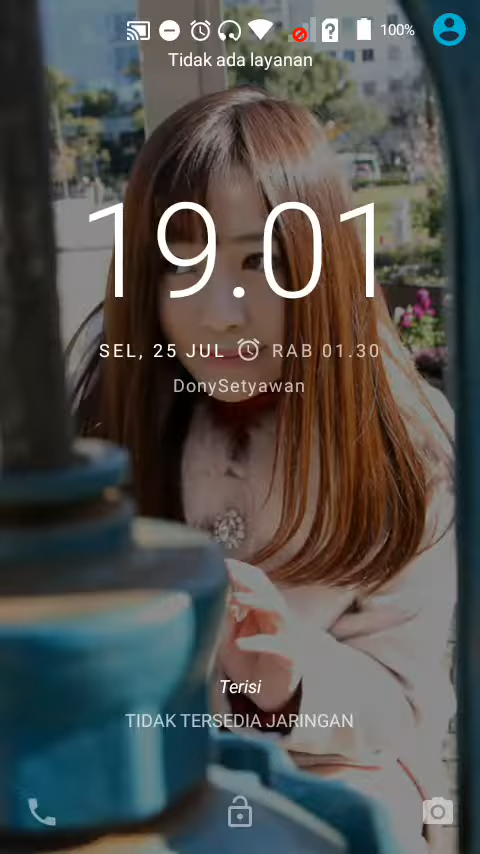 100%
Tidak ada layanan
19.01
SEL, 25 JUL RAB 01.30
DonySetyawan
Terisi
TIDAK TERSEDIA JARINGAN